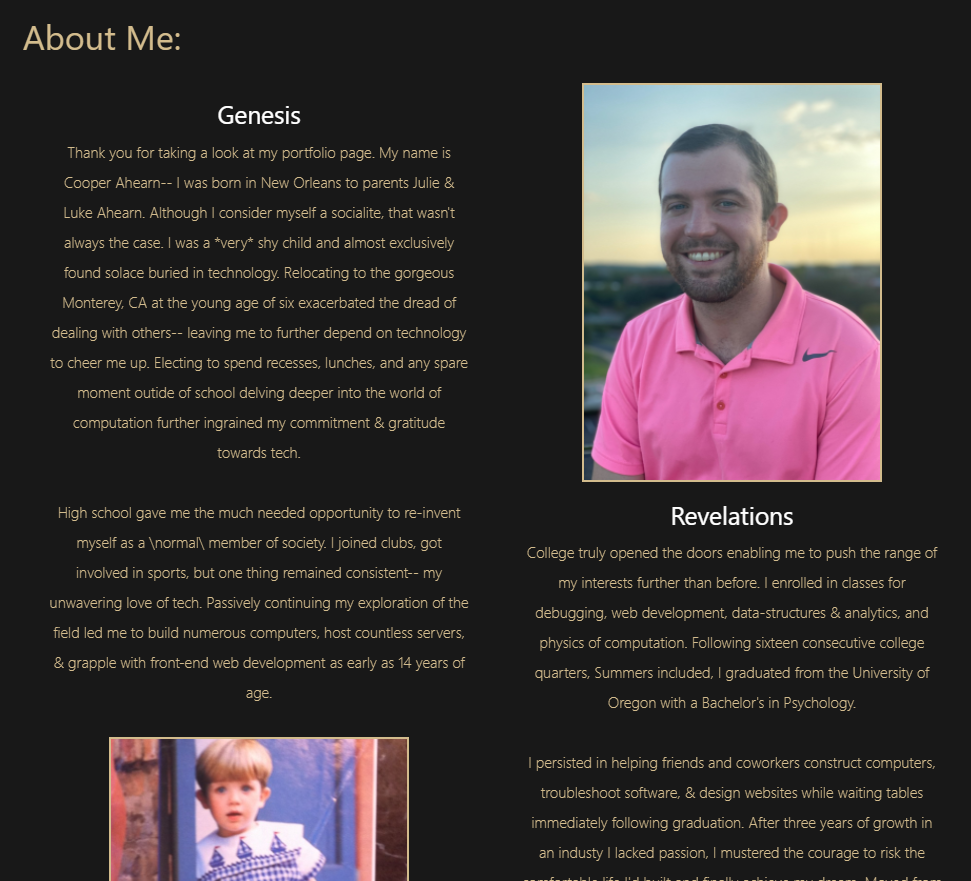 About Me:
Genesis
Thank you for taking a look at my portfolio page. My name is
Cooper Ahearn-- I was born in New Orleans to parents Julie &
Luke Ahearn. Although I consider myself a socialite, that wasn't
always the case. I was a *very* shy child and almost exclusively
found solace buried in technology. Relocating to the gorgeous
Monterey, CA at the young age of six exacerbated the dread of
dealing with others-- leaving me to further depend on technology
to cheer me up. Electing to spend recesses, lunches, and any spare
moment outide of school delving deeper into the world of
computation further ingrained my commitment & gratitude
towards tech.
High school gave me the much needed opportunity to re-invent
myself as a \normal\ member of society. I joined clubs, got
involved in sports, but one thing remained consistent-- my
unwavering love of tech. Passively continuing my exploration of the
field led me to build numerous computers, host countless servers,
& grapple with front-end web development as early as 14 years of
age.
Revelations
College truly opened the doors enabling me to push the range of
my interests further than before. I enrolled in classes for
debugging, web development, data-structures & analytics, and
physics of computation. Following sixteen consecutive college
quarters, Summers included, I graduated from the University of
Oregon with a Bachelor's in Psychology.
I persisted in helping friends and coworkers construct computers,
troubleshoot software, & design websites while waiting tables
immediately following graduation. After three years of growth in
an industy I lacked passion, I mustered the courage to risk the
comfortable life I'd built and finally achieve my dream. Moved from